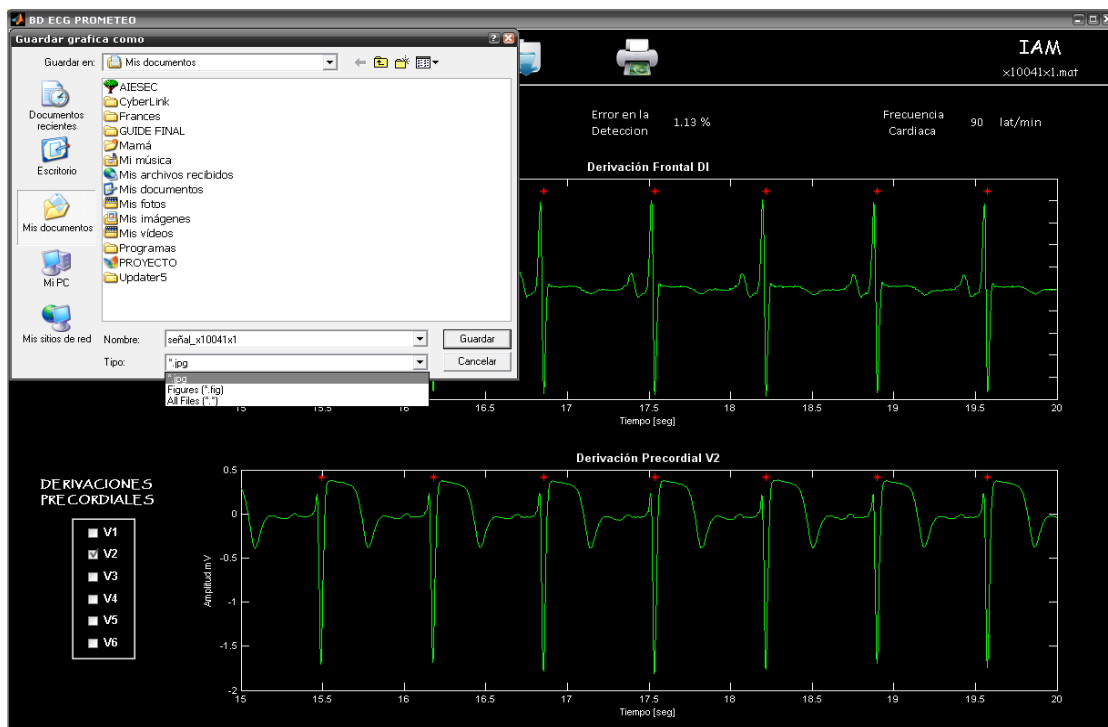 BD ECG PROMETEO
Guardar grafica como
Guardar en:
Mis documentos
Documentos
recientes
Escritorio
Mis documentos
Mi PC
Mis sitios de red
AIESEC
CyberLink
Frances
GUIDE FINAL
Mamá
Mi música
Mis archivos recibidos
Mis documentos
Mis fotos
Mis imágenes
Mis vídeos
Programas
PROYECTO
Updater5
Nombre:
señal_x10041x1
Guardar
Tipo:
*.jpg
Cancelar
*.jpg
Figures (*.fig)
All Files (*.*)
IAM
x10041x1.mat
Error en la
Deteccion
1.13 %
Frecuencia
Cardiaca
90 lat/min
Derivación Frontal DI
15 15.5 16 16.5 17 17.5 18 18.5 19 19.5 20
Tiempo [seg]
DERIVACIONES
PRECORDIALES
V1
V2
V3
V4
V5
V6
Derivación Precordial V2
Amplitud mV
0.5
0
-0.5
-1
-1.5
-2
15 15.5 16 16.5 17 17.5 18 18.5 19 19.5 20
Tiempo [seg]